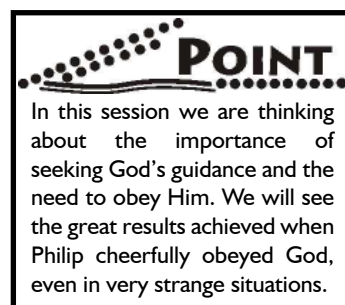 POINT
In this session we are thinking
about the importance of
seeking God's guidance and the
need to obey Him. We will see
the great results achieved when
Philip cheerfully obeyed God,
even in very strange situations.